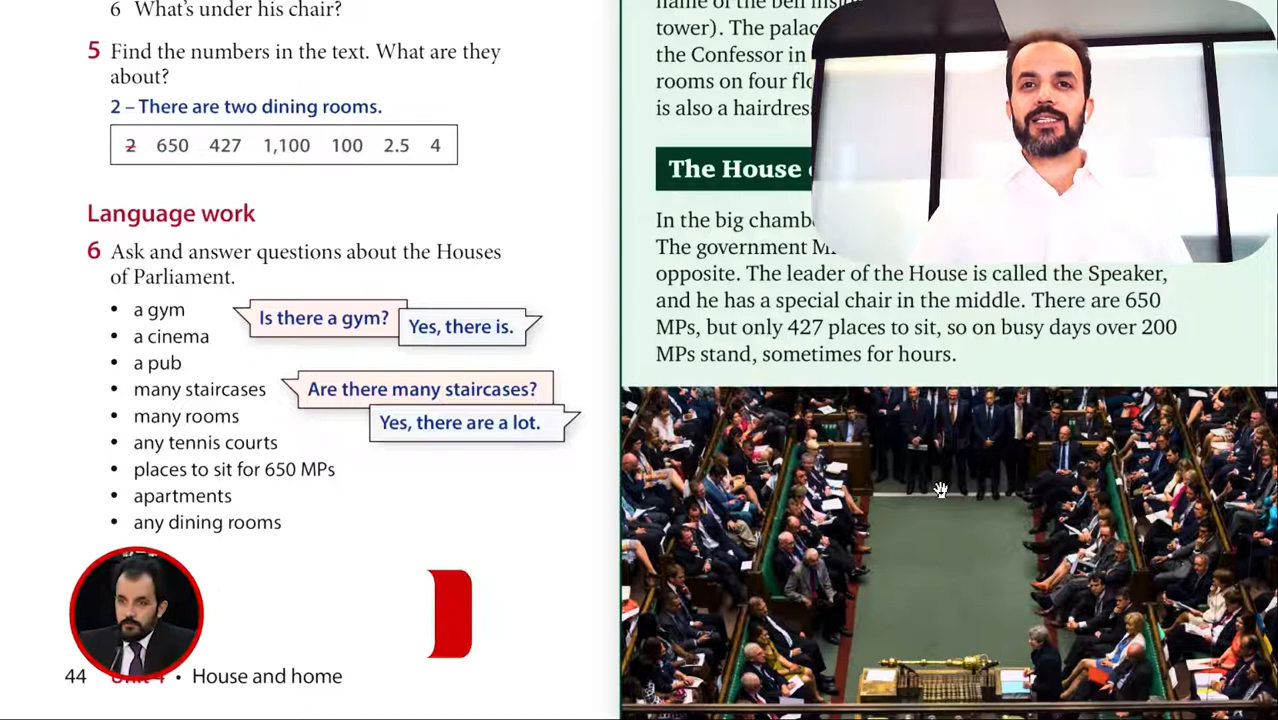 6 What's under his chair?
5 Find the numbers in the text. What are they
about?
2 – There are two dining rooms.
2 650 427 1,100 100 2.5 4
Language work
6 Ask and answer questions about the Houses
of Parliament.
• a gym
Is there a gym?
Yes, there is.
• a cinema
• a pub
• many staircases
Are there many staircases?
Yes, there are a lot.
• many rooms
• any tennis courts
• places to sit for 650 MPs
• apartments
• any dining rooms
44 • House and home
name of the bell
tower). The
the Confessor in
rooms on four
is also a
The House
In the big
The government
opposite. The leader of the House is called the Speaker,
and he has a special chair in the middle. There are 650
MPs, but only 427 places to sit, so on busy days over 200
MPs stand, sometimes for hours.